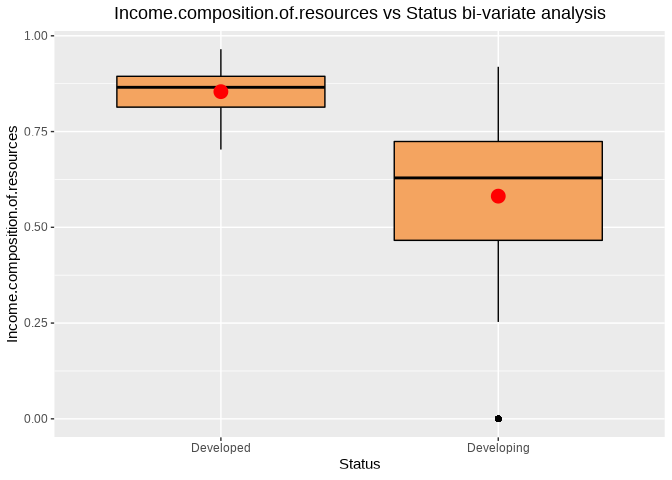 Income.composition.of.resources vs Status bi-variate analysis
Income.composition.of.resources
1.00
0.75
0.50
0.25
0.00
Developed
Developing
Status